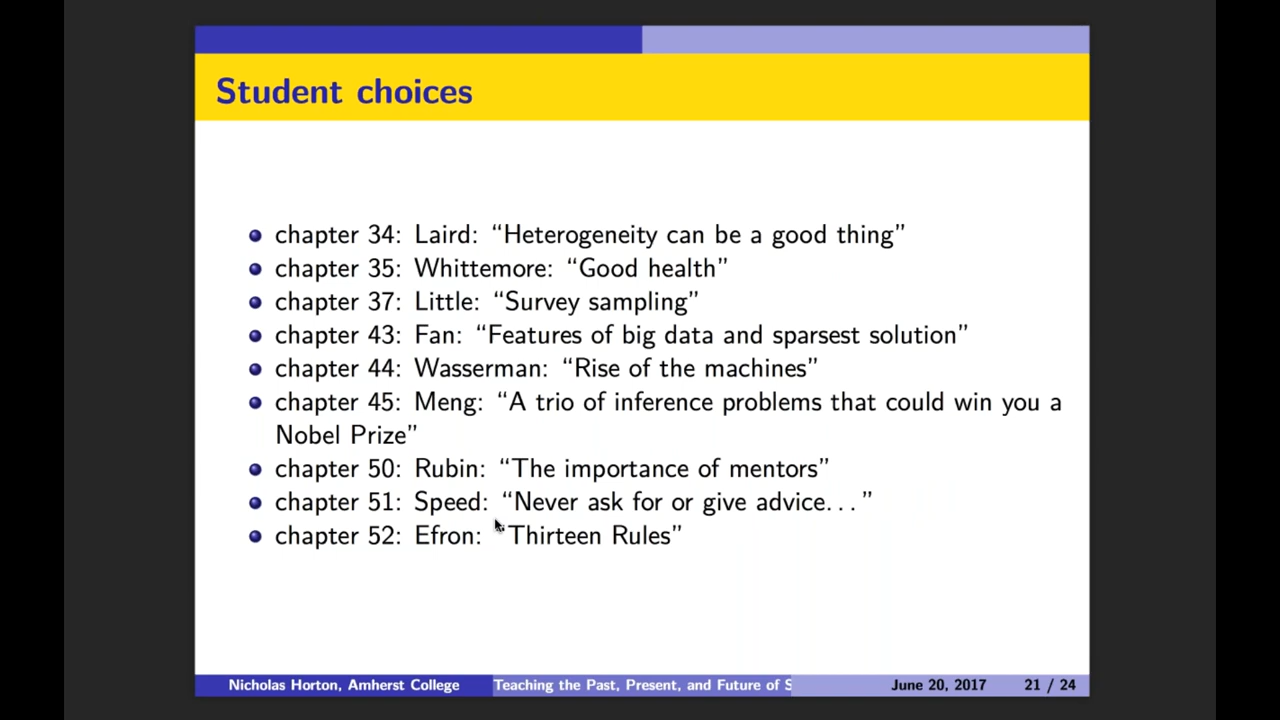 Student choices
chapter 34: Laird: “Heterogeneity can be a good thing”
chapter 35: Whittemore: “Good health”
chapter 37: Little: “Survey sampling”
chapter 43: Fan: “Features of big data and sparsest solution”
chapter 44: Wasserman: “Rise of the machines”
chapter 45: Meng: “A trio of inference problems that could win you a
Nobel Prize”
chapter 50: Rubin: “The importance of mentors”
chapter 51: Speed: “Never ask for or give advice. . . ”
chapter 52: Efron: “Thirteen Rules”
Nicholas Horton, Amherst College Teaching the Past, Present, and Future of S June 20, 2017 21 / 24